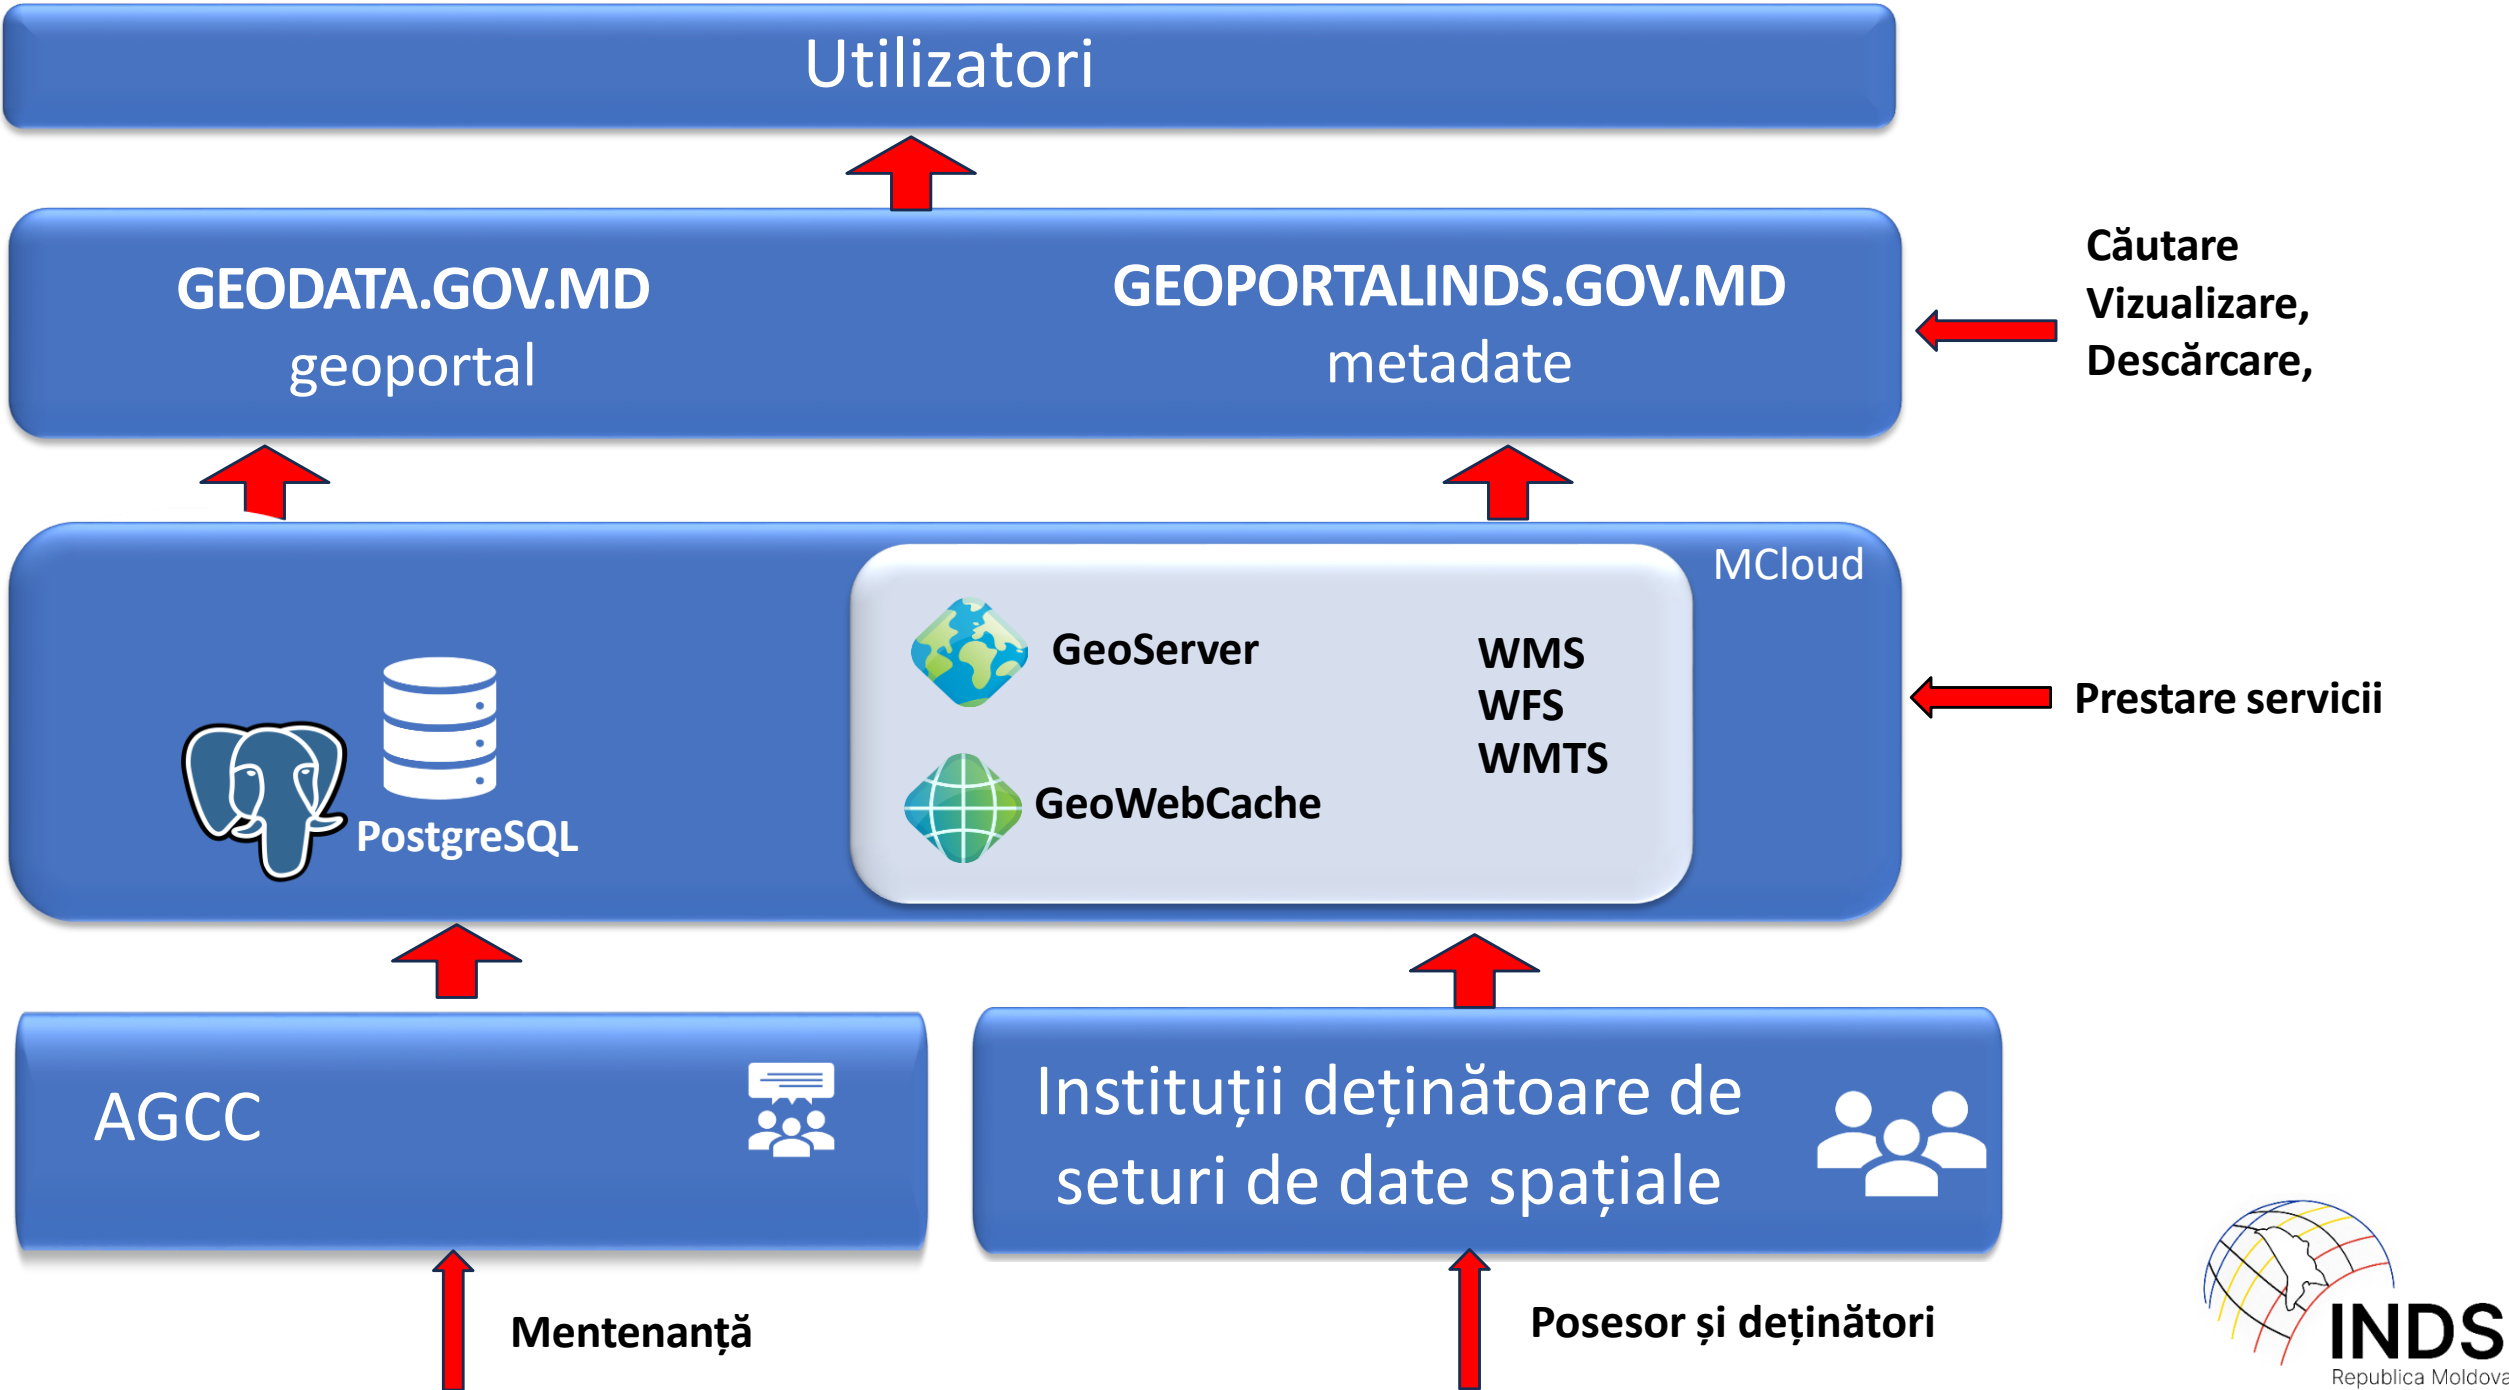 Utilizatori
GEODATA.GOV.MD
geoportal
GEOPORTALINDS.GOV.MD
metadate
Căutare
Vizualizare,
Descărcare,
MCloud
PostgreSQL
GeoServer
GeoWebCache
WMS
WFS
WMTS
Prestare servicii
AGCC
Instituții deținătoare de
seturi de date spațiale
Mentenanță
Posesor și deținători
INDS
Republica Moldova